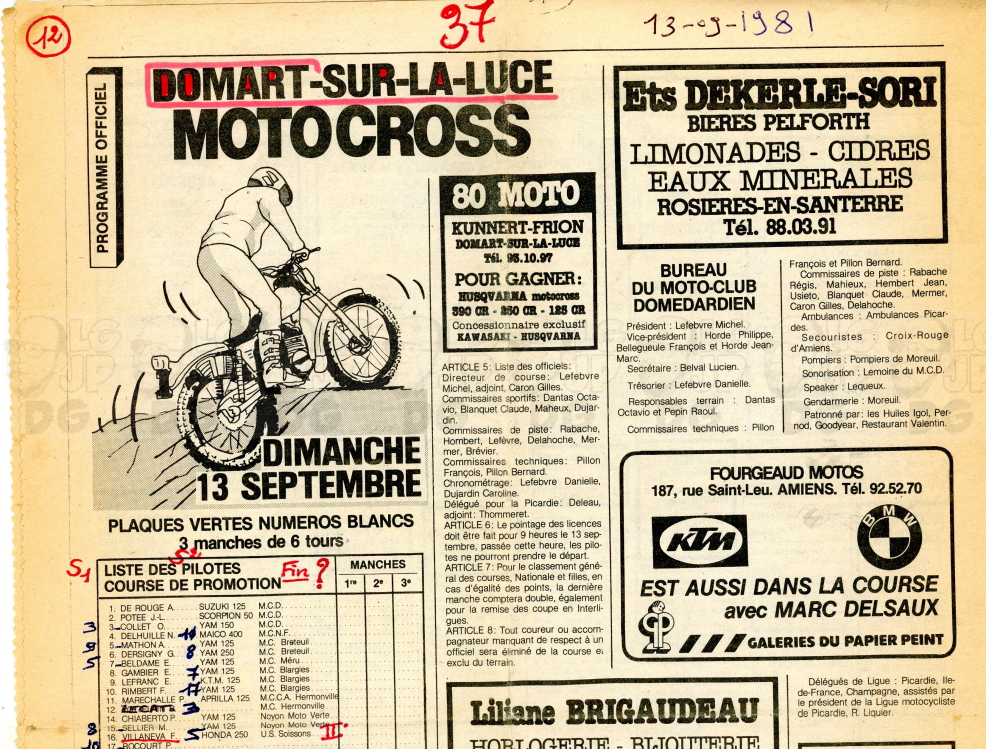 12
37
13-09-1981
PROGRAMME OFFICIEL
DOMART-SUR-LA-LUCE
MOTOCROSS
DIMANCHE
13 SEPTEMBRE
80 MOTO
KUNNERT-FRION
DOMART-SUR-LA-LUCE
Tél. 93.10.97
POUR GAGNER :
HUSQVARNA motocross
390 CR - 250 CR - 125 CR
Concessionnaire exclusif
KAWASAKI - HUSQVARNA
Ets DEKERLE-SORI
BIERES PELFORTH
LIMONADES - CIDRES
EAUX MINERALES
ROSIERES-EN-SANTERRE
Tél. 88.03.91
PLAQUES VERTES NUMEROS BLANCS
3 manches de 6 tours
S1
S2
LISTE DES PILOTES
COURSE DE PROMOTION
Fin ?
MANCHES
1re 2e 3e
1. DE ROUGE A. SUZUKI 125 M.C.D.
2. POTEE J.-L. SCORPION 50 M.C.D.
3. COLLET O. YAM 150 M.C.D.
4. DELHUILLE N. MAICO 400 M.C.N.F.
5. MATHON A. YAM 125 M.C. Breteuil
6. DERSIGNY G. 8 YAM 250 M.C. Breteuil
7. BELDAME E. YAM 125 M.C. Méru
8. GAMBIER E. 7 YAM 125 M.C. Blargies
9. LEFRANC E. K.T.M. 125 M.C. Blargies
10. RIMBERT F. 17 YAM 125 M.C. Blargies
11. MARECHALLE P. APRILLA 125 M.C.C.A. Hermonville
12. M.C. Hermonville
14. CHIABERTO P. YAM 125 Noyon Moto Verte
15. SELLIER M. YAM 125 Noyon Moto Verte
16. VILLANEVA F. 5 HONDA 250 U.S. Soissons II
17. BOCOURT P.
ARTICLE 5: Liste des officiels:
Directeur de course: Lefebvre
Michel, adjoint, Caron Gilles.
Commissaires sportifs: Dantas Octa-
vio, Blanquet Claude, Maheux, Dujar-
din.
Commissaires de piste: Rabache,
Hombert, Lefèvre, Delahoche, Mer-
mer, Brévier.
Commissaires techniques: Pillon
François, Pillon Bernard.
Chronométrage: Lefebvre Danielle,
Dujardin Caroline.
Délégué pour la Picardie: Deleau,
adjoint: Thommeret.
ARTICLE 6: Le pointage des licences
doit être fait pour 9 heures le 13 sep-
tembre, passée cette heure, les pilo-
tes ne pourront prendre le départ.
ARTICLE 7: Pour le classement géné-
ral des courses, Nationale et filles, en
cas d'égalité des points, la dernière
manche comptera double, également
pour la remise des coupe en Interli-
gues.
ARTICLE 8: Tout coureur ou accom-
pagnateur manquant de respect à un
officiel sera éliminé de la course et
exclu du terrain.
BUREAU
DU MOTO-CLUB
DOMEDARDIEN
Président : Lefebvre Michel.
Vice-président : Horde Philippe,
Bellegueule François et Horde Jean-
Marc.
Secrétaire : Belval Lucien.
Trésorier : Lefebvre Danielle.
Responsables terrain : Dantas
Octavio et Pepin Raoul.
Commissaires techniques : Pillon
François et Pillon Bernard.
Commissaires de piste : Rabache
Régis, Mahieux, Hembert Jean,
Usieto, Blanquet Claude, Mermer,
Caron Gilles, Delahoche.
Ambulances : Ambulances Picar-
des.
Secouristes : Croix-Rouge
d'Amiens.
Pompiers : Pompiers de Moreuil.
Sonorisation : Lemoine du M.C.D.
Speaker : Lequeux.
Gendarmerie : Moreuil.
Patronné par : les Huiles Igol, Per-
nod, Goodyear, Restaurant Valentin.
FOURGEAUD MOTOS
187, rue Saint-Leu. AMIENS. Tél. 92.52.70
KTM
BMW
EST AUSSI DANS LA COURSE
avec MARC DELSAUX
GALERIES DU PAPIER PEINT
Liliane BRIGAUDEAU
HORLOGERIE - BIJOUTERIE
Délégués de Ligue : Picardie, Ile-
de-France, Champagne, assistés par
le président de la Ligue motocycliste
de Picardie, R. Liquier.